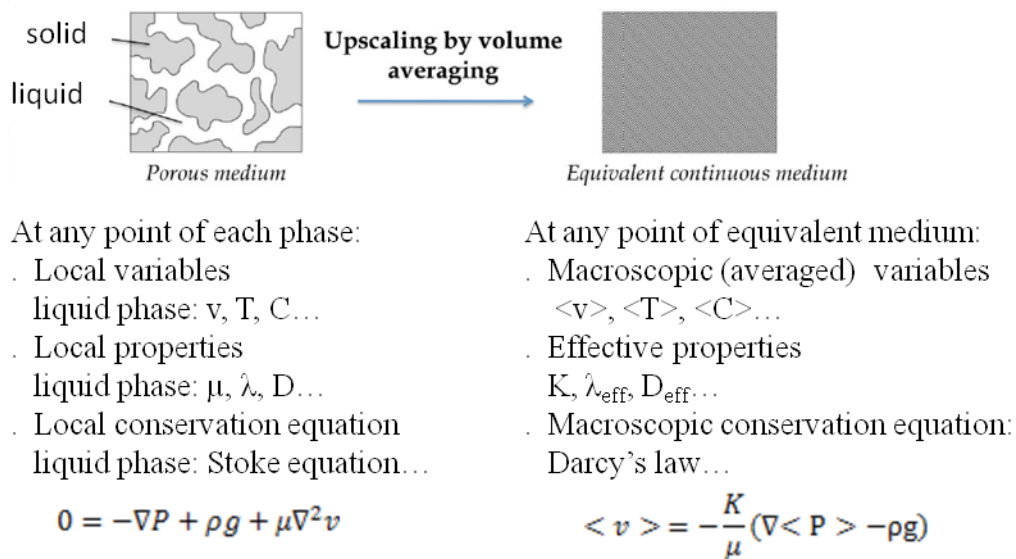 solid
liquid
Upscaling by volume
averaging
Porous medium
Equivalent continuous medium
At any point of each phase:
. Local variables
liquid phase: v, T, C…
. Local properties
liquid phase: μ, λ, D…
. Local conservation equation
liquid phase: Stoke equation…
0 = −∇P + ρg + μ∇²v
At any point of equivalent medium:
. Macroscopic (averaged) variables
<v>, <T>, <C>…
. Effective properties
K, λeff, Deff…
. Macroscopic conservation equation:
Darcy's law…
< v > = −K/μ (∇< P > −ρg)